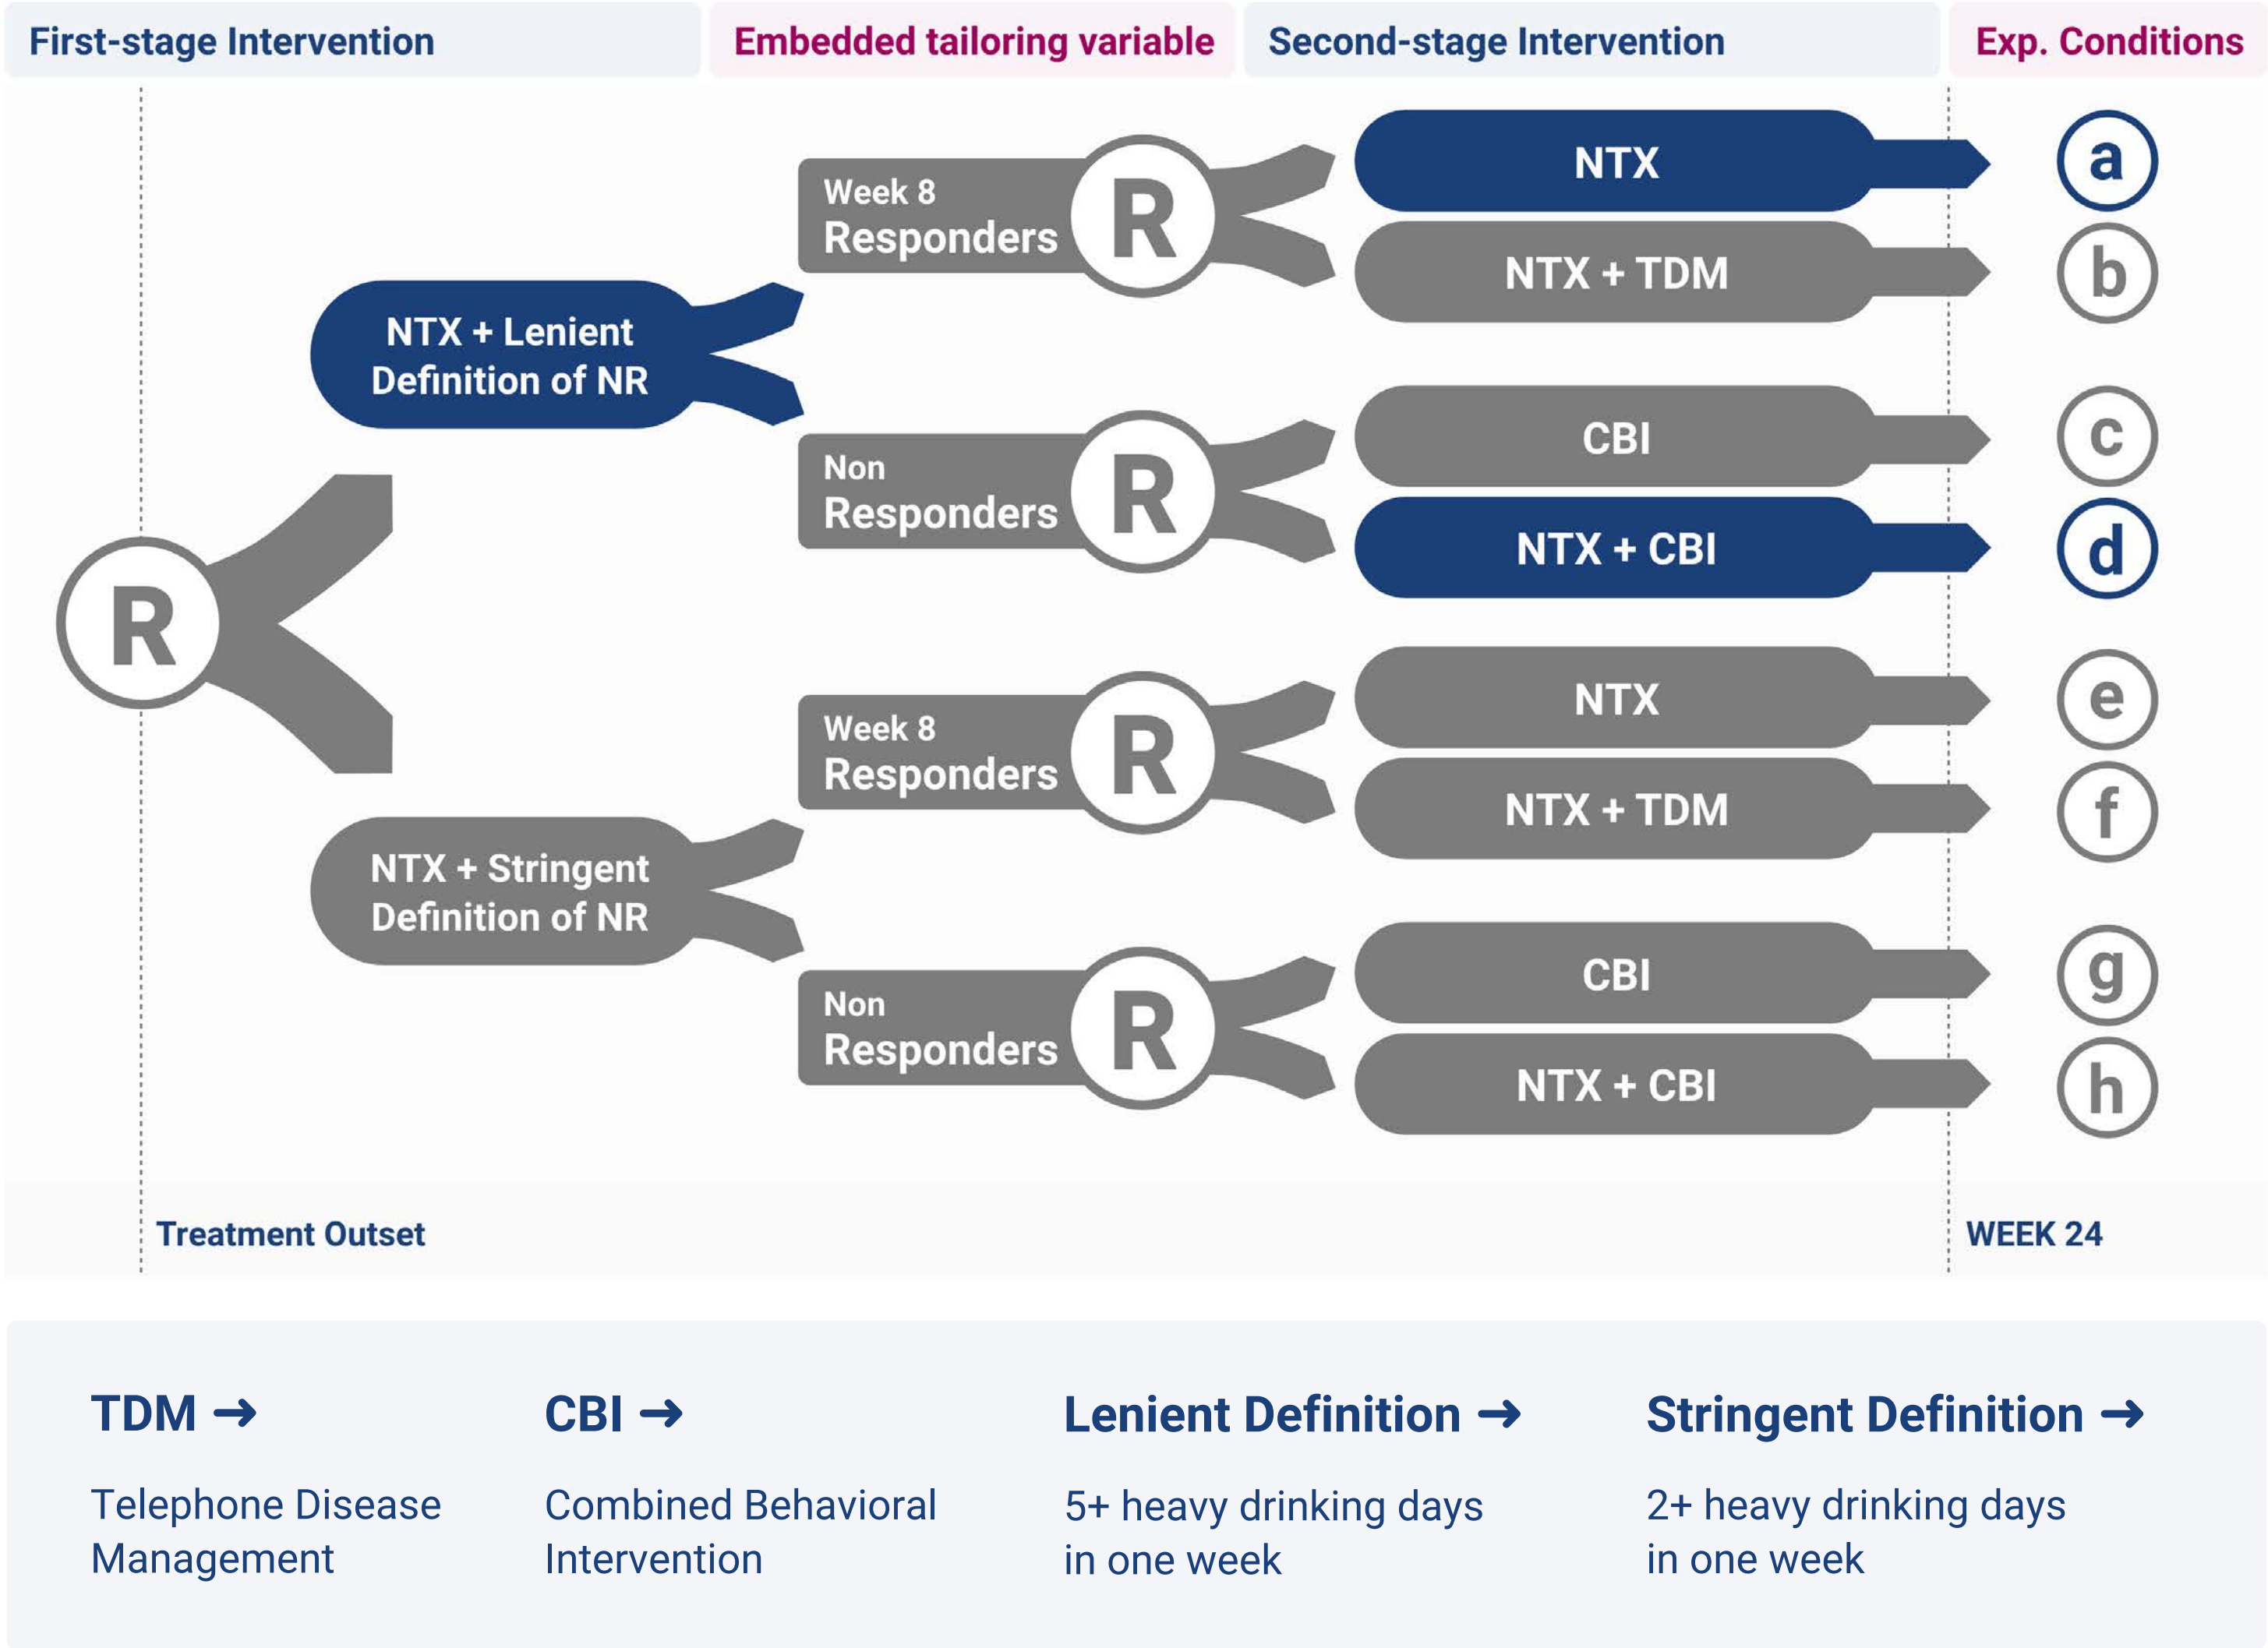 First-stage Intervention
Embedded tailoring variable
Second-stage Intervention
Exp. Conditions
R
NTX + Lenient
Definition of NR
Week 8
Responders
R
NTX
a
NTX + TDM
b
Non
Responders
R
CBI
c
NTX + CBI
d
NTX + Stringent
Definition of NR
Week 8
Responders
R
NTX
e
NTX + TDM
f
Non
Responders
R
CBI
g
NTX + CBI
h
Treatment Outset
WEEK 24
TDM →
Telephone Disease
Management
CBI →
Combined Behavioral
Intervention
Lenient Definition →
5+ heavy drinking days
in one week
Stringent Definition →
2+ heavy drinking days
in one week